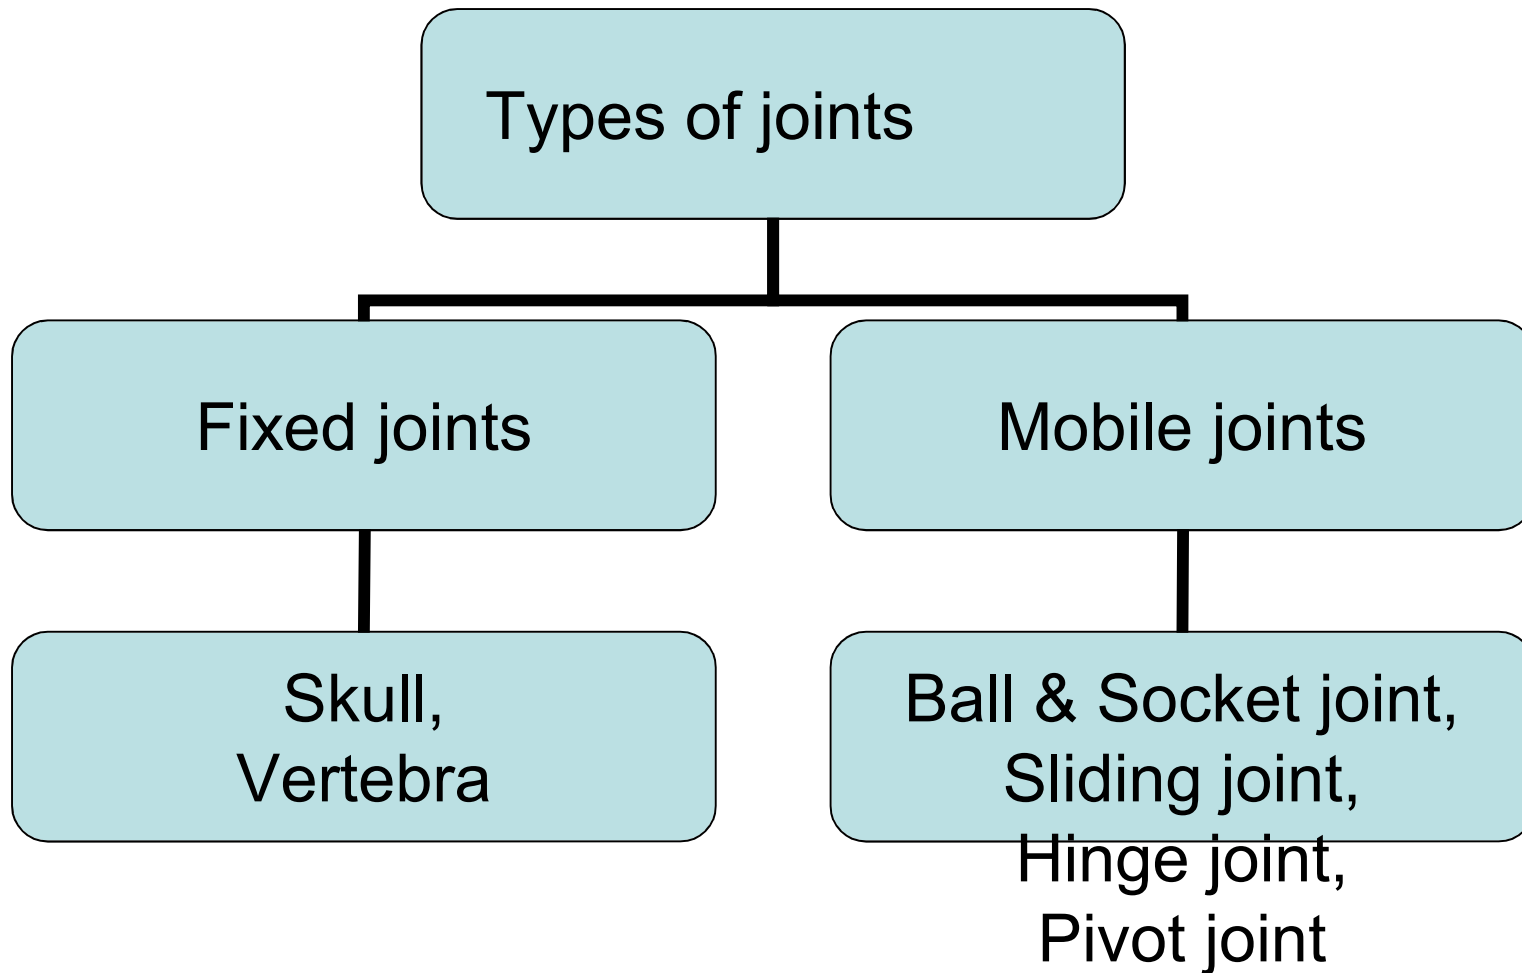 Types of joints
Fixed joints
Mobile joints
Skull,
Vertebra
Ball & Socket joint,
Sliding joint,
Hinge joint,
Pivot joint